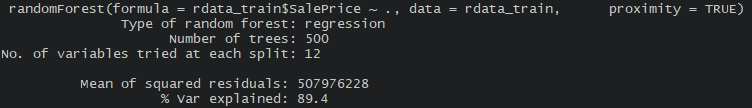 randomForest(formula = rdata_train$SalePrice ~ ., data = rdata_train,      proximity = TRUE)
Type of random forest: regression
Number of trees: 500
No. of variables tried at each split: 12
Mean of squared residuals: 507976228
% Var explained: 89.4